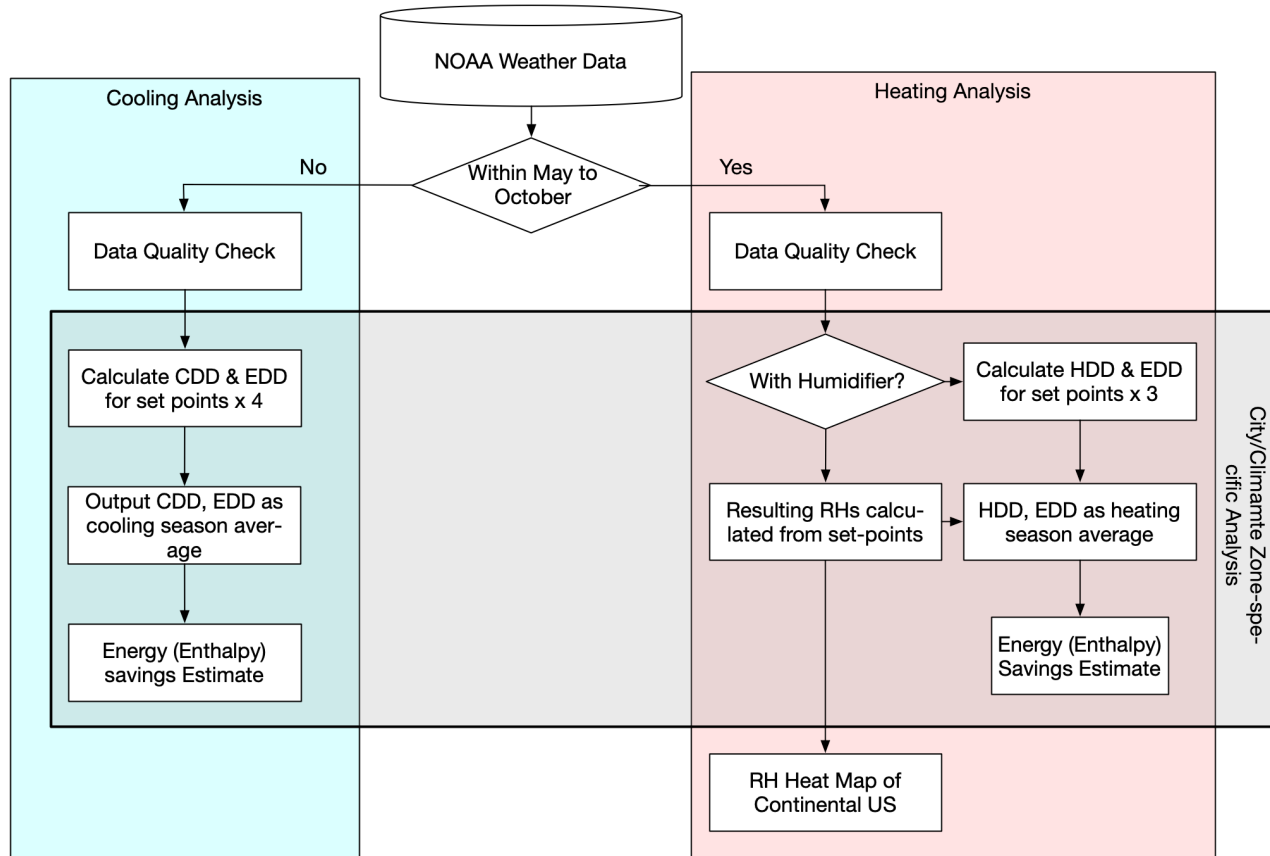 NOAA Weather Data
Cooling Analysis
Heating Analysis
Within May to
October
No
Yes
Data Quality Check
Data Quality Check
Calculate CDD & EDD
for set points x 4
With Humidifier?
Calculate HDD & EDD
for set points x 3
Output CDD, EDD as
cooling season aver-
age
Resulting RHs calcu-
lated from set-points
HDD, EDD as heating
season average
Energy (Enthalpy)
savings Estimate
Energy (Enthalpy)
Savings Estimate
City/Climamte Zone-spe-
cific Analysis
RH Heat Map of
Continental US